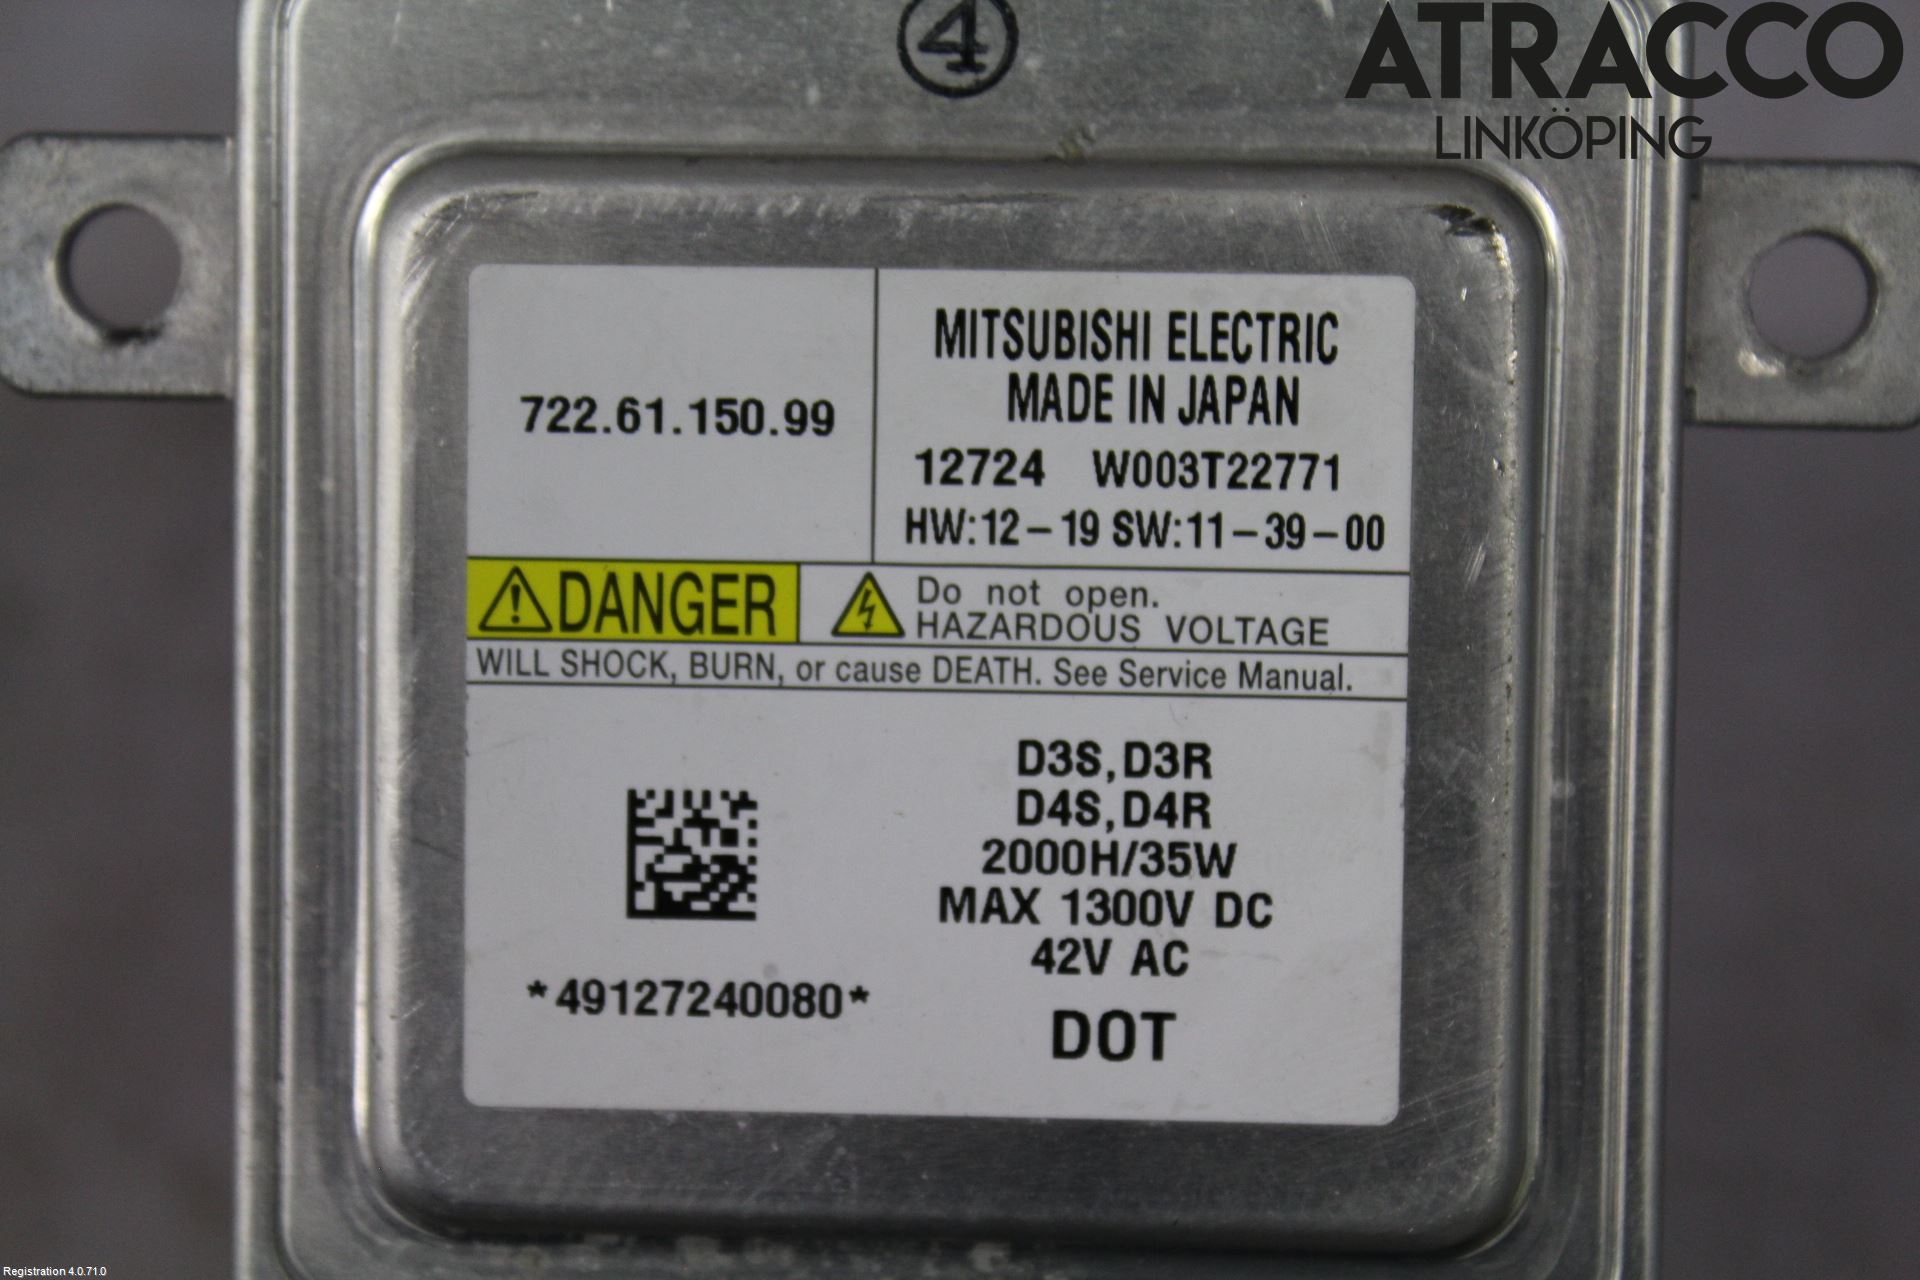 4
ATRACCO
LINKÖPING
722.61.150.99
MITSUBISHI ELECTRIC
MADE IN JAPAN
12724 W003T22771
HW:12-19 SW:11-39-00
DANGER
Do not open.
HAZARDOUS VOLTAGE
WILL SHOCK, BURN, or cause DEATH. See Service Manual.
D3S,D3R
D4S,D4R
2000H/35W
MAX 1300V DC
42V AC
*49127240080*
DOT
Registration 4.0.71.0